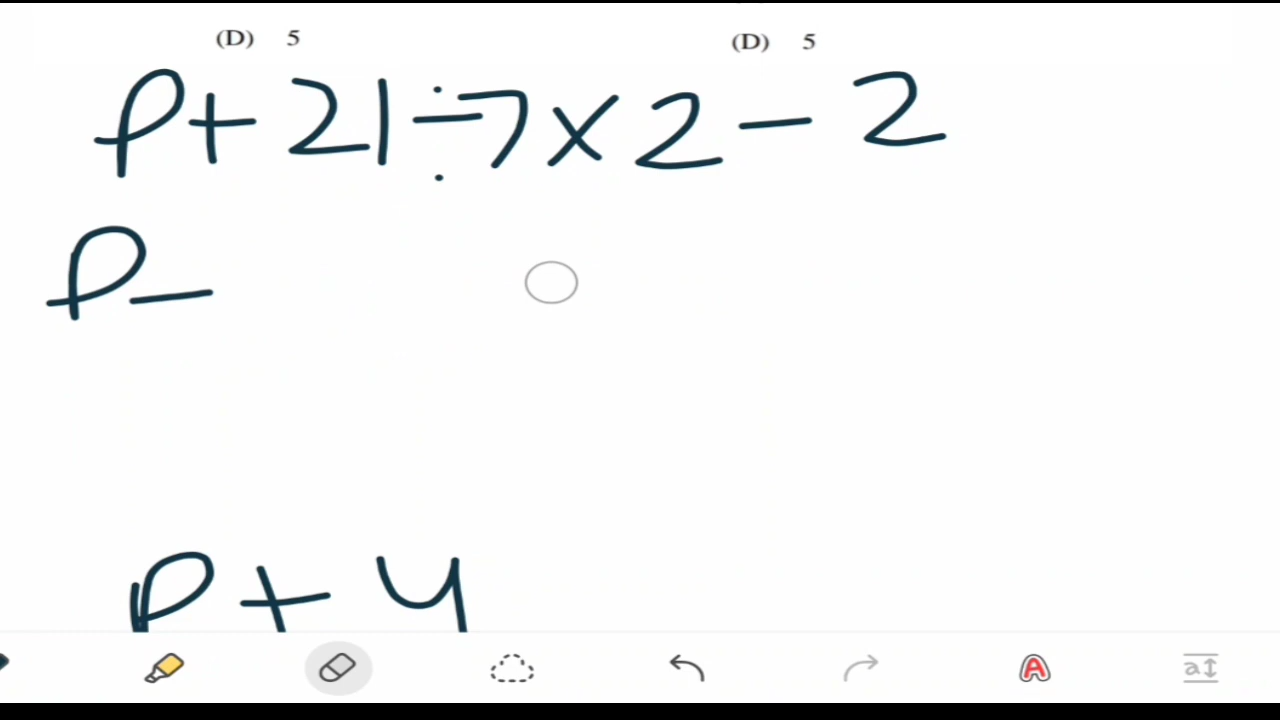 (D) 5 (D) 5
P + 21 ÷ 7 × 2 – 2
P –
P + 4
A a